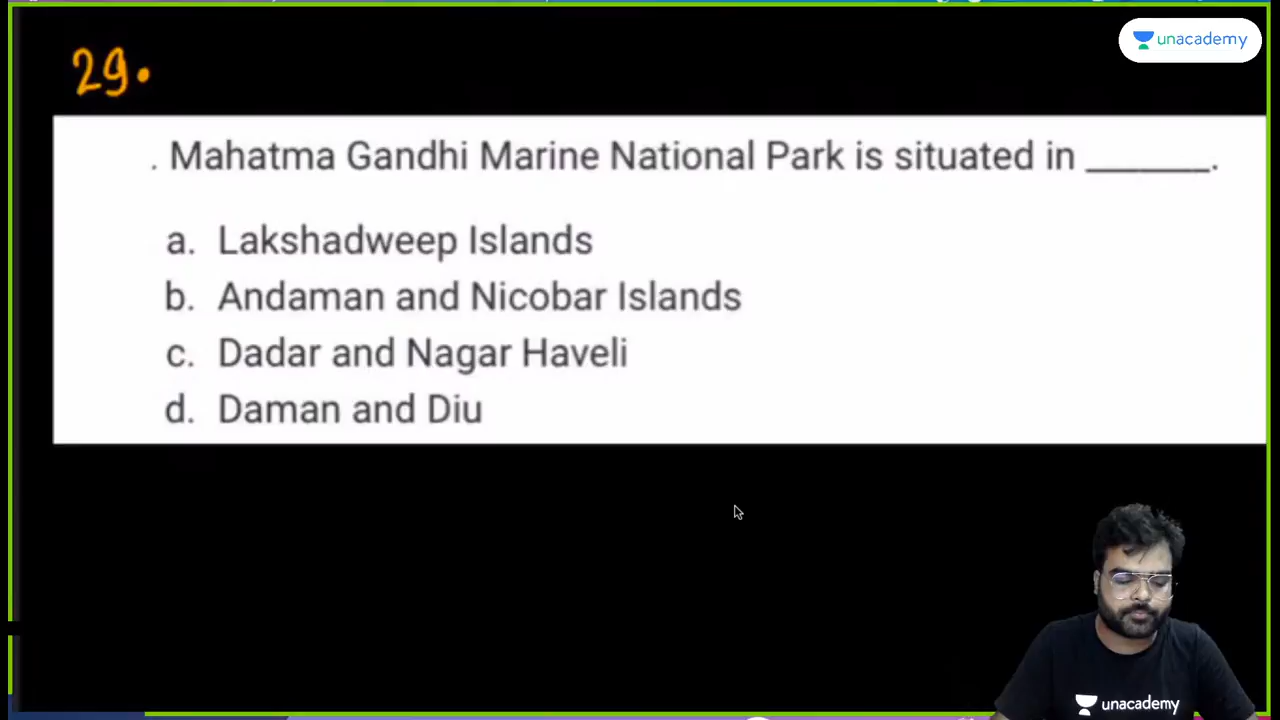 unacademy
29.
. Mahatma Gandhi Marine National Park is situated in _______.
a. Lakshadweep Islands
b. Andaman and Nicobar Islands
c. Dadar and Nagar Haveli
d. Daman and Diu
unacademy